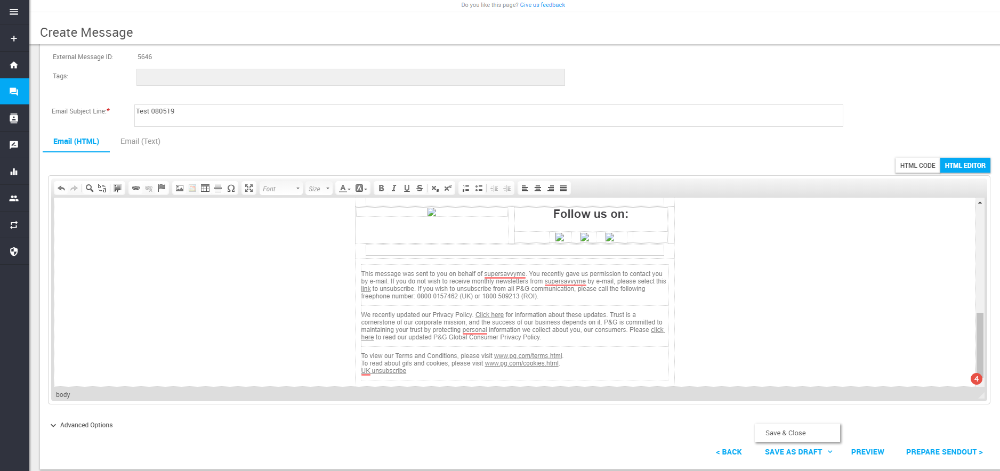 Do you like this page? Give us feedback
Create Message
External Message ID: 5646
Tags:
Email Subject Line:* Test 080519
Email (HTML) Email (Text)
HTML CODE HTML EDITOR
Font Size
Follow us on:
This message was sent to you on behalf of supersavvyme. You recently gave us permission to contact you
by e-mail. If you do not wish to receive monthly newsletters from supersavvyme by e-mail, please select this
link to unsubscribe. If you wish to unsubscribe from all P&G communication, please call the following
freephone number: 0800 0157462 (UK) or 1800 509213 (ROI).
We recently updated our Privacy Policy. Click here for information about these updates. Trust is a
cornerstone of our corporate mission, and the success of our business depends on it. P&G is committed to
maintaining your trust by protecting personal information we collect about you, our consumers. Please click
here to read our updated P&G Global Consumer Privacy Policy.
To view our Terms and Conditions, please visit www.pg.com/terms.html.
To read about gifs and cookies, please visit www.pg.com/cookies.html.
UK unsubscribe
4
body
Advanced Options
Save & Close
< BACK SAVE AS DRAFT PREVIEW PREPARE SENDOUT >